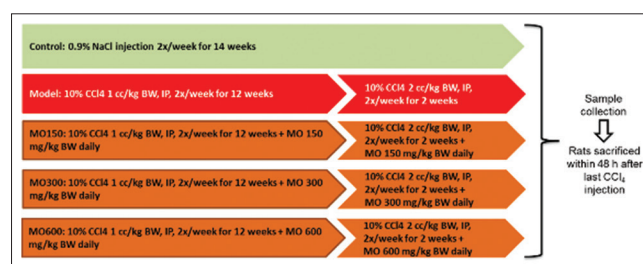 Control: 0.9% NaCl injection 2x/week for 14 weeks
Model: 10% CCl4 1 cc/kg BW, IP, 2x/week for 12 weeks
10% CCl4 2 cc/kg BW, IP,
2x/week for 2 weeks
MO150: 10% CCl4 1 cc/kg BW, IP, 2x/week for 12 weeks + MO 150
mg/kg BW daily
10% CCl4 2 cc/kg BW, IP,
2x/week for 2 weeks +
MO 150 mg/kg BW daily
MO300: 10% CCl4 1 cc/kg BW, IP, 2x/week for 12 weeks + MO 300
mg/kg BW daily
10% CCl4 2 cc/kg BW, IP,
2x/week for 2 weeks +
MO 300 mg/kg BW daily
MO600: 10% CCl4 1 cc/kg BW, IP, 2x/week for 12 weeks + MO 600
mg/kg BW daily
10% CCl4 2 cc/kg BW, IP,
2x/week for 2 weeks +
MO 600 mg/kg BW daily
Sample
collection
Rats sacrificed
within 48 h after
last CCl₄
injection